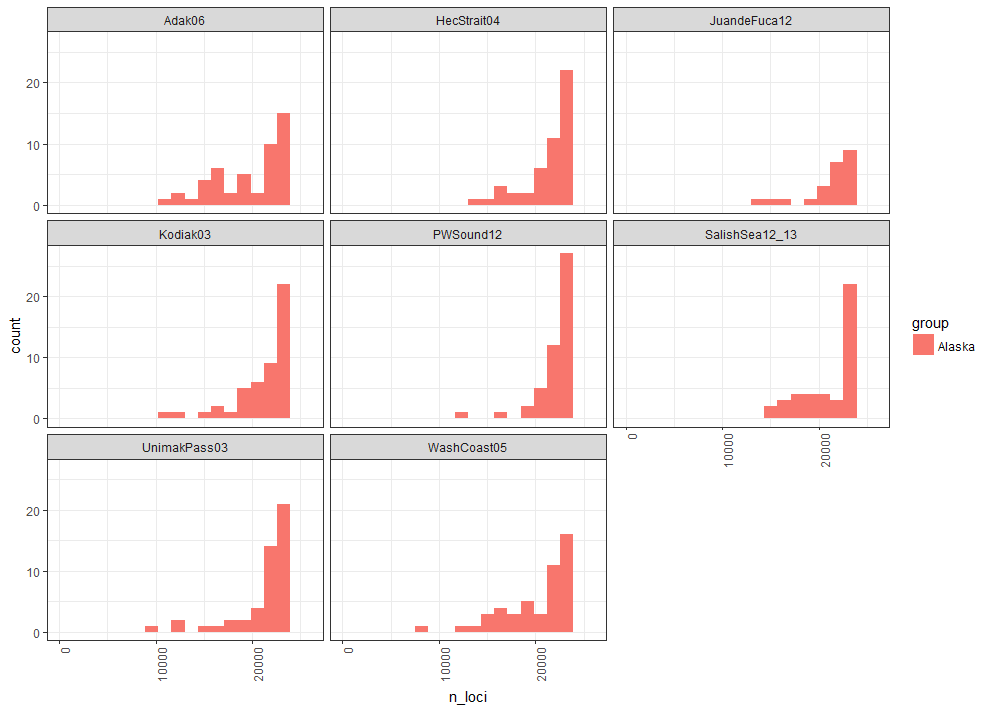 Adak06
HecStrait04
JuandeFuca12
20
10
0
Kodiak03
PWSound12
SalishSea12_13
20
10
0
0
10000
20000
UnimakPass03
WashCoast05
20
10
0
0
10000
20000
0
10000
20000
count
n_loci
group
Alaska